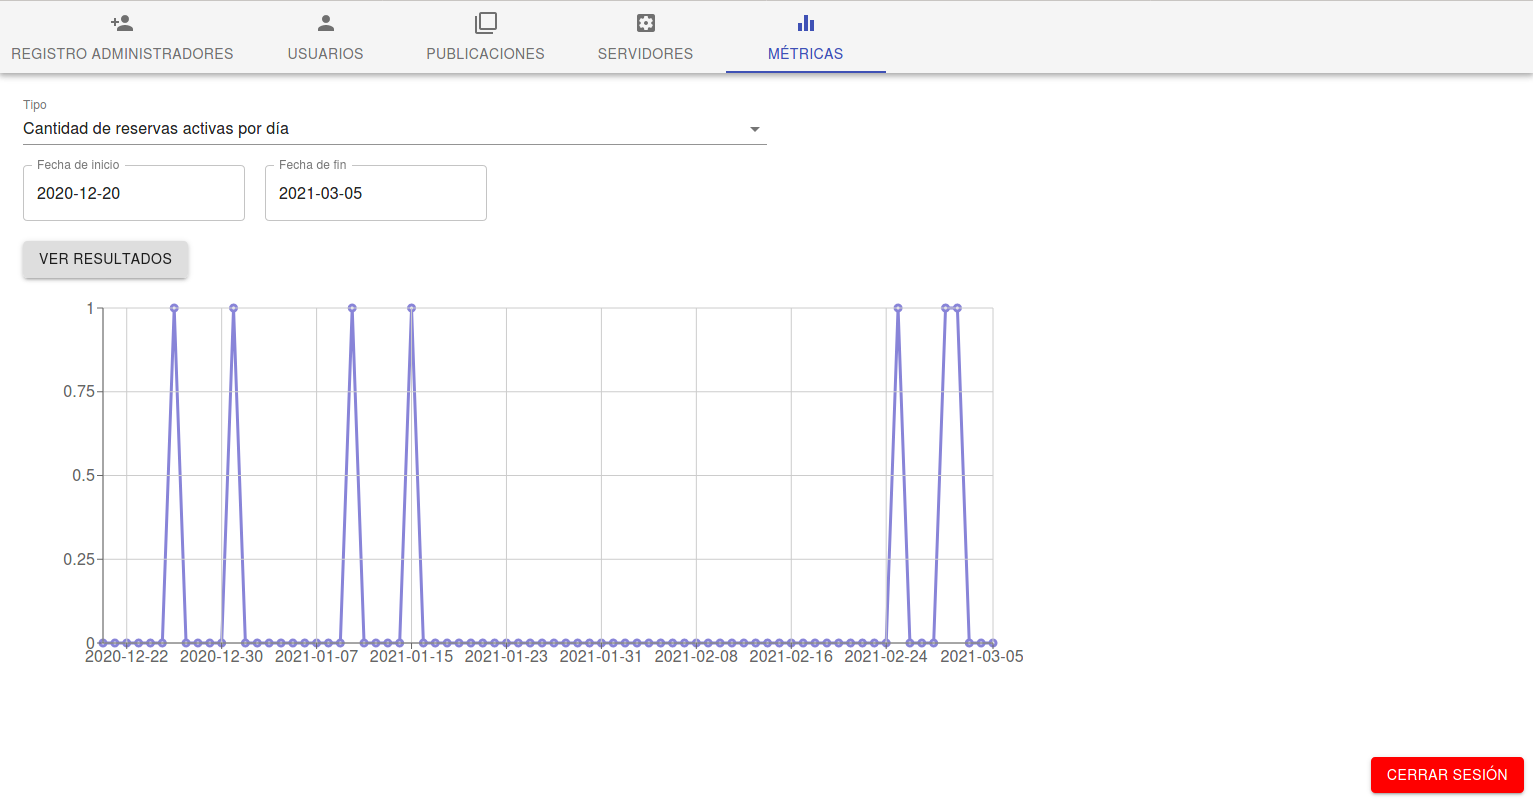 REGISTRO ADMINISTRADORES USUARIOS PUBLICACIONES SERVIDORES MÉTRICAS
Tipo
Cantidad de reservas activas por día
Fecha de inicio Fecha de fin
2020-12-20 2021-03-05
VER RESULTADOS
1
0.75
0.5
0.25
0
2020-12-22 2020-12-30 2021-01-07 2021-01-15 2021-01-23 2021-01-31 2021-02-08 2021-02-16 2021-02-24 2021-03-05
CERRAR SESIÓN